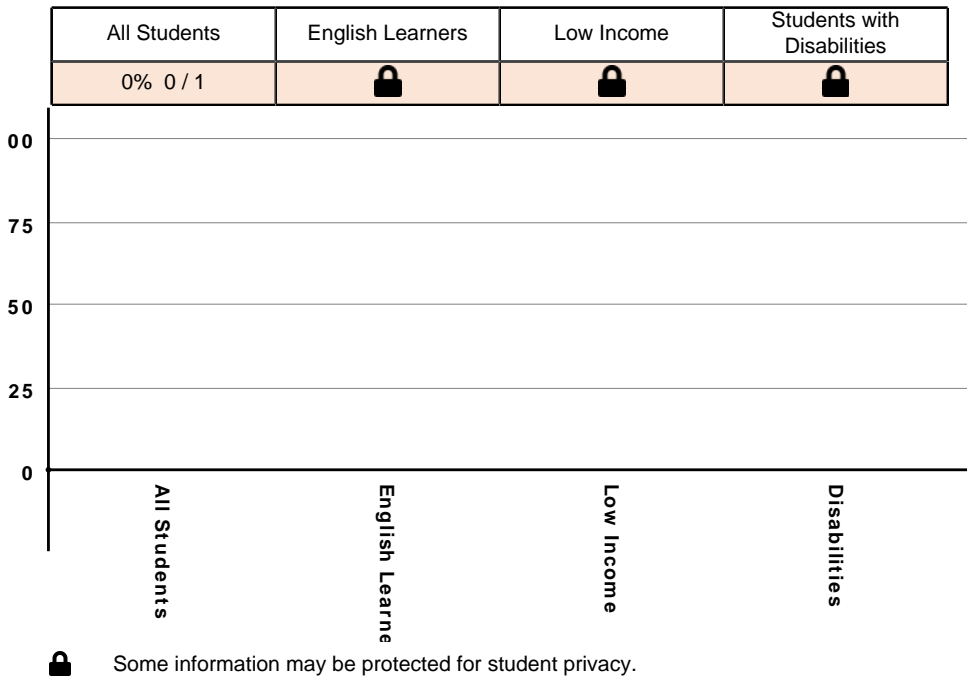 All Students English Learners Low Income Students with Disabilities
0% 0 / 1
00
75
50
25
0
All Students
English Learne
Low Income
Disabilities
Some information may be protected for student privacy.